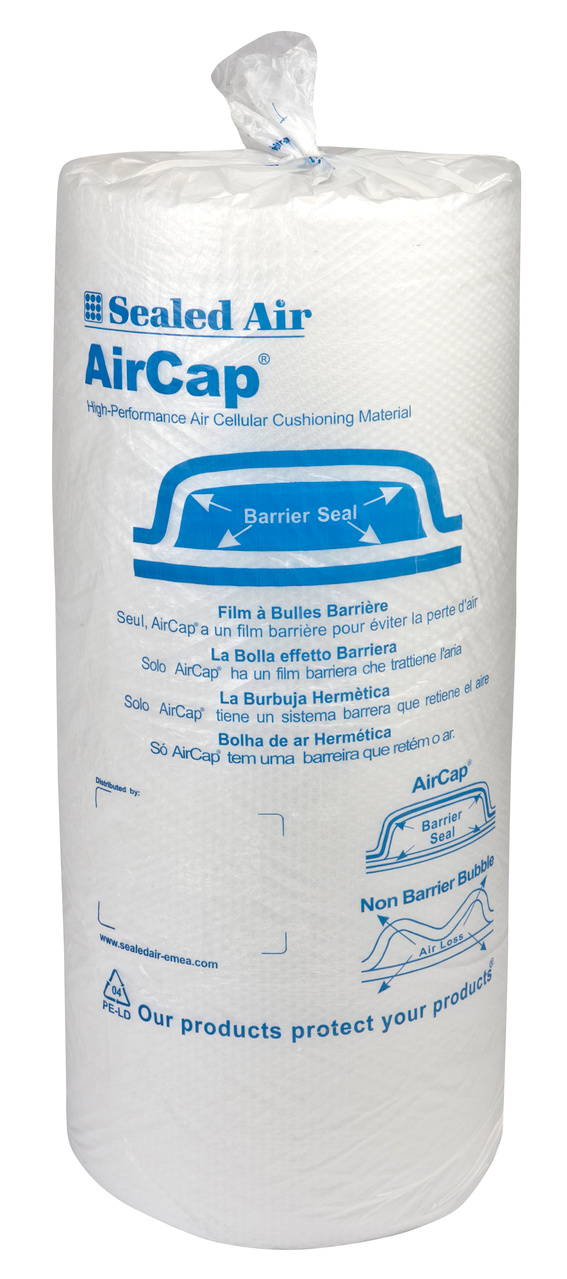 Sealed Air
AirCap®
High-Performance Air Cellular Cushioning Material
Barrier Seal
Film à Bulles Barrière
Seul, AirCap® a un film barrière pour éviter la perte d'air
La Bolla effetto Barriera
Solo AirCap® ha un film barriera che trattiene l'aria
La Burbuja Hermètica
Solo AirCap® tiene un sistema barrera que retiene el aire
Bolha de ar Hermética
Só AirCap® tem uma barreira que retém o ar.
AirCap®
Barrier
Seal
Non Barrier Bubble
Air Loss
Distributed by:
www.sealedair-emea.com
04
PE-LD
Our products protect your products®